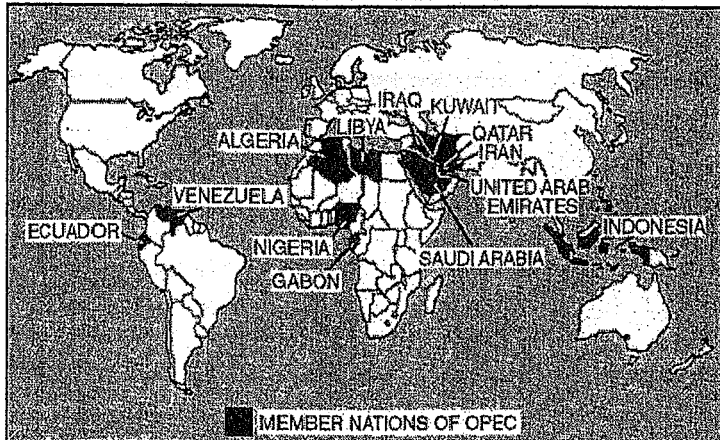 IRAQ
KUWAIT
ALGERIA
LIBYA
QATAR
IRAN
VENEZUELA
UNITED ARAB
EMIRATES
ECUADOR
INDONESIA
NIGERIA
SAUDI ARABIA
GABON
MEMBER NATIONS OF OPEC